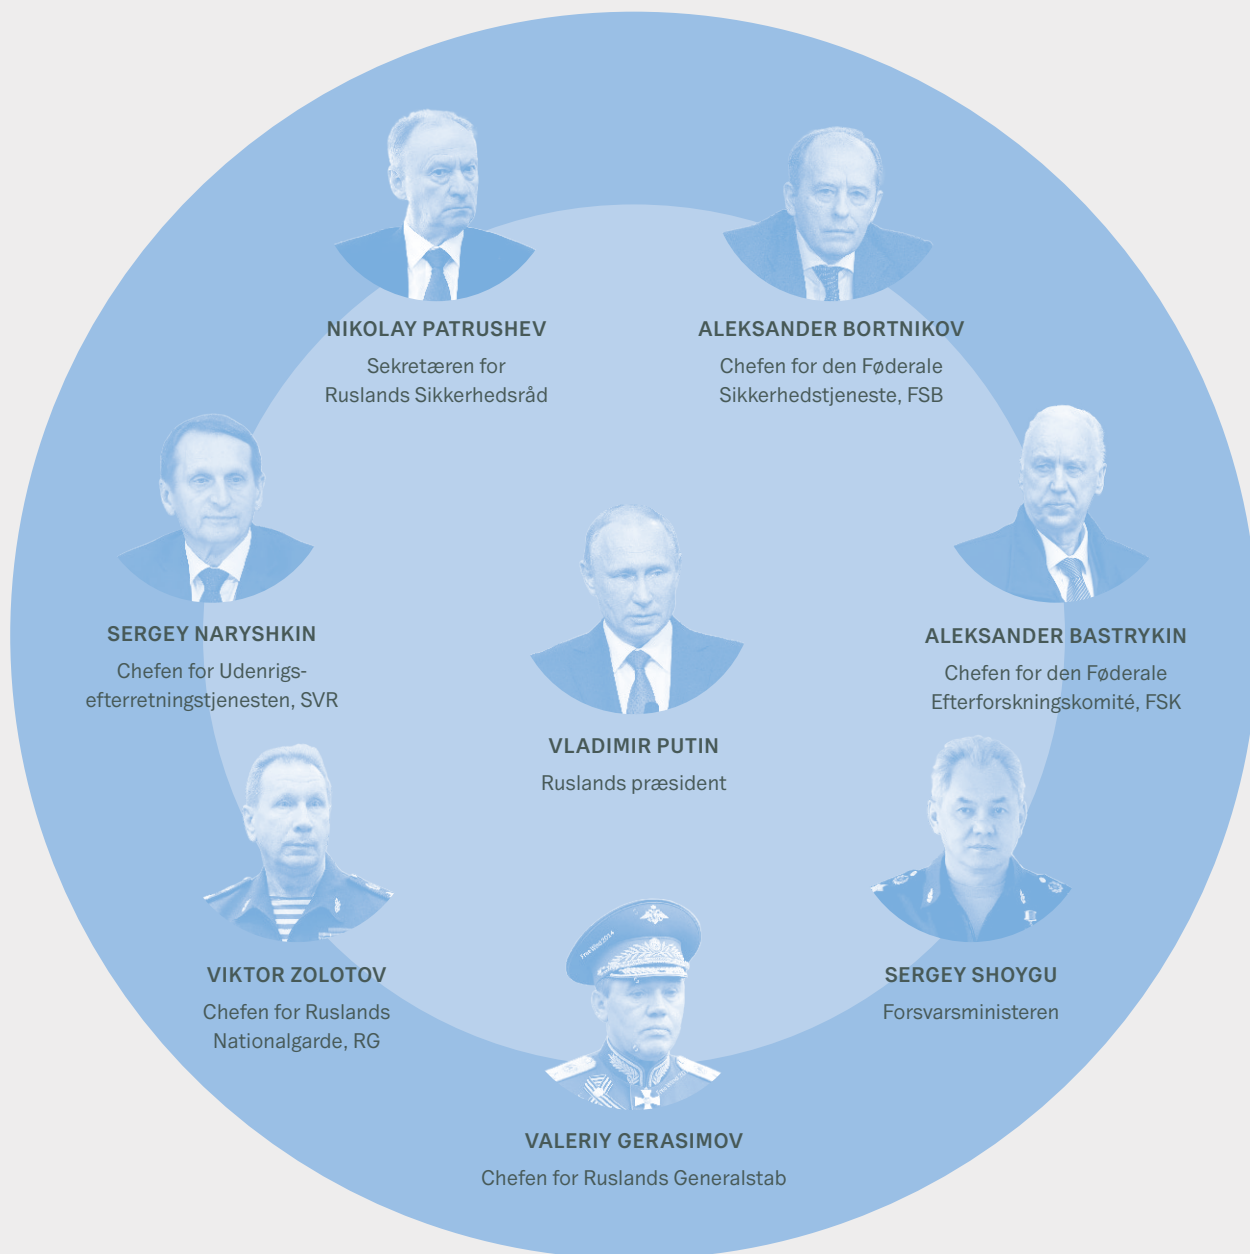 NIKOLAY PATRUSHEV
Sekretæren for
Ruslands Sikkerhedsråd
ALEKSANDER BORTNIKOV
Chefen for den Føderale
Sikkerhedstjeneste, FSB
SERGEY NARYSHKIN
Chefen for Udenrigs-
efterretningstjenesten, SVR
ALEKSANDER BASTRYKIN
Chefen for den Føderale
Efterforskningskomité, FSK
VLADIMIR PUTIN
Ruslands præsident
VIKTOR ZOLOTOV
Chefen for Ruslands
Nationalgarde, RG
SERGEY SHOYGU
Forsvarsministeren
VALERIY GERASIMOV
Chefen for Ruslands Generalstab